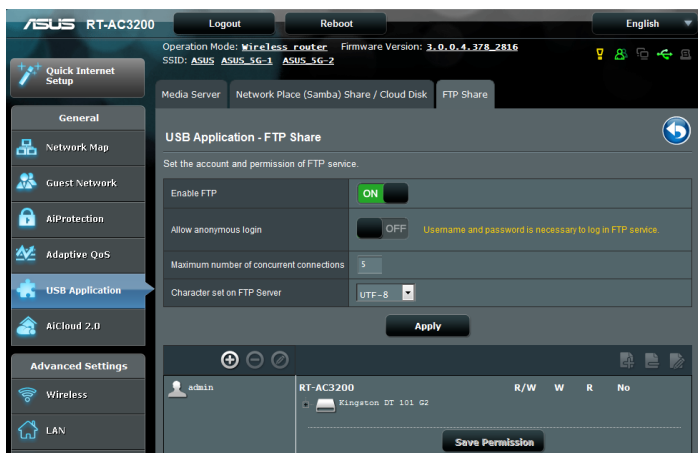 ASUS RT-AC3200 Logout Reboot English
Operation Mode: Wireless router Firmware Version: 3.0.0.4.378_2816
SSID: ASUS ASUS_5G-1 ASUS_5G-2
Quick Internet
Setup
General
Network Map
Guest Network
AiProtection
Adaptive QoS
USB Application
AiCloud 2.0
Advanced Settings
Wireless
LAN
Media Server Network Place (Samba) Share / Cloud Disk FTP Share
USB Application - FTP Share
Set the account and permission of FTP service.
Enable FTP ON
Allow anonymous login OFF Username and password is necessary to log in FTP service.
Maximum number of concurrent connections 5
Character set on FTP Server UTF-8
Apply
admin RT-AC3200 R/W W R No
Kingston DT 101 G2
Save Permission